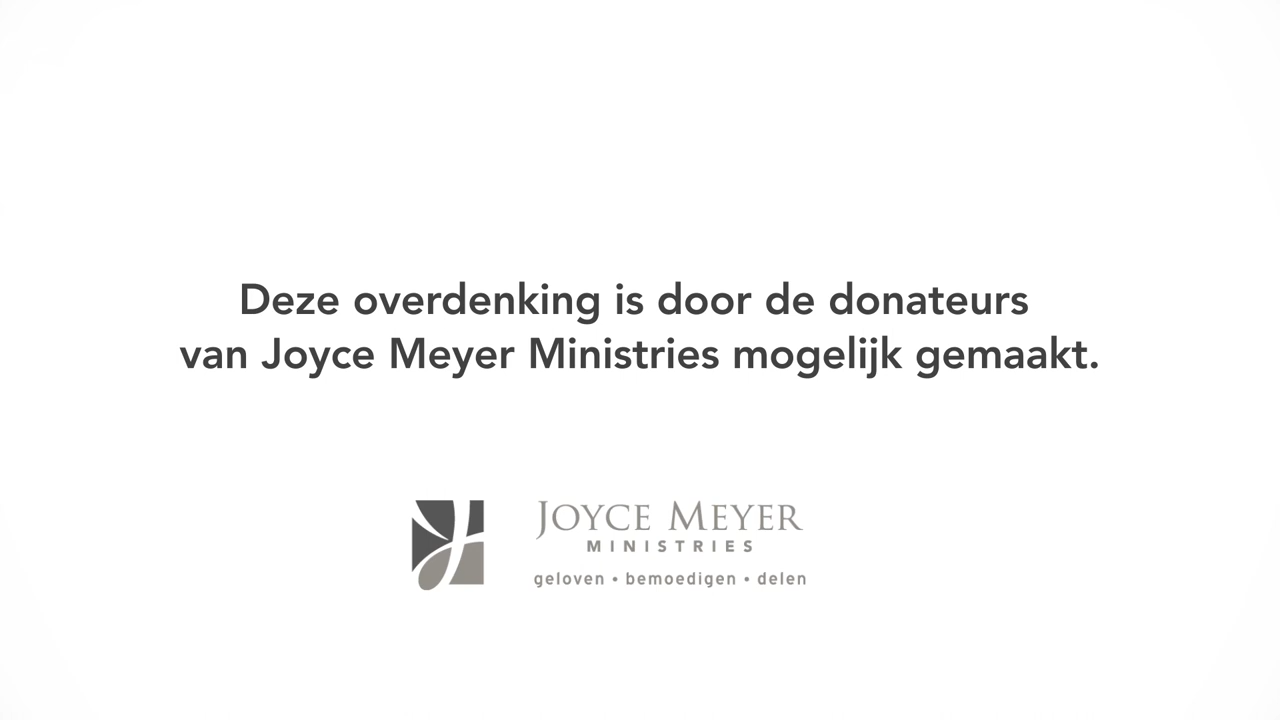 Deze overdenking is door de donateurs
van Joyce Meyer Ministries mogelijk gemaakt.
JOYCE MEYER
MINISTRIES
geloven • bemoedigen • delen